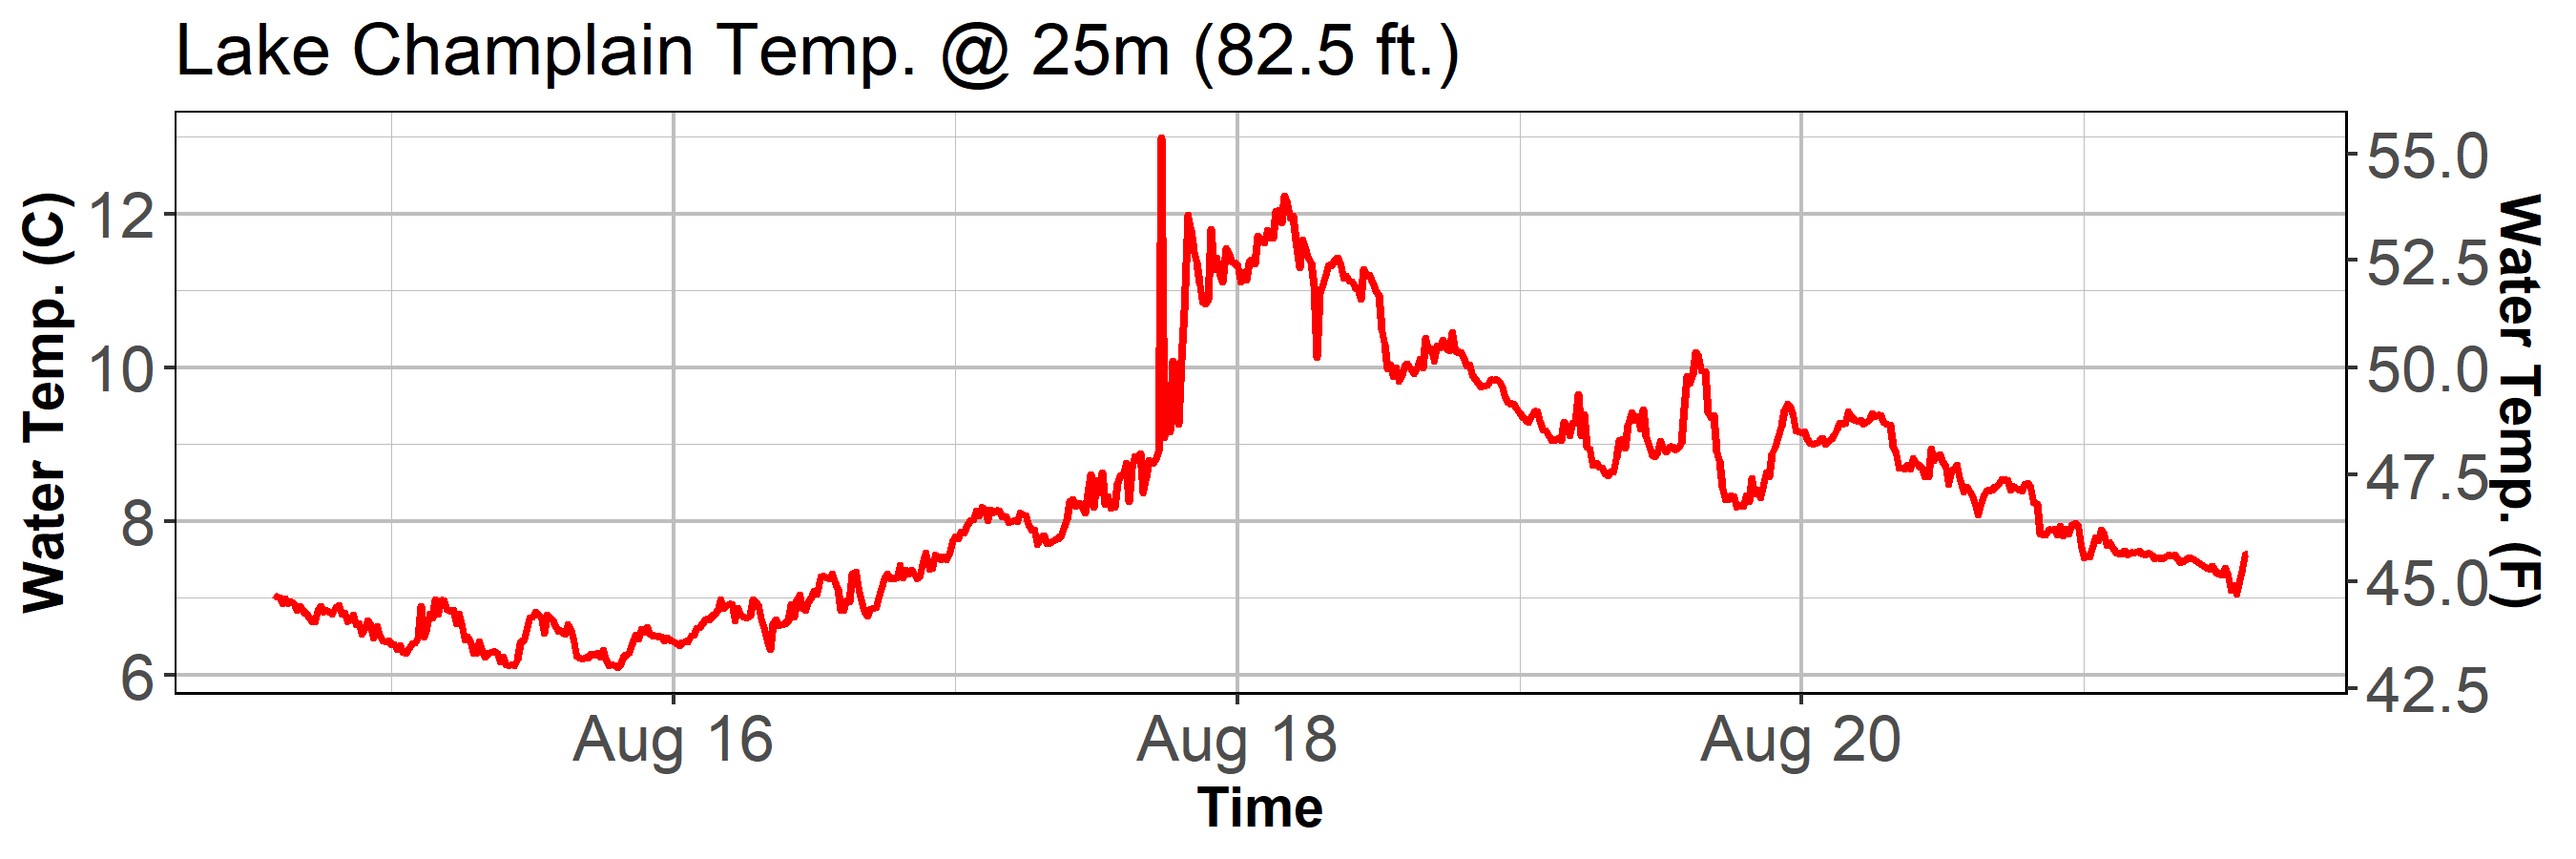 Lake Champlain Temp. @ 25m (82.5 ft.)
Water Temp. (C)
12
10
8
6
55.0
52.5
50.0
47.5
45.0
42.5
Water Temp. (F)
Aug 16
Aug 18
Aug 20
Time